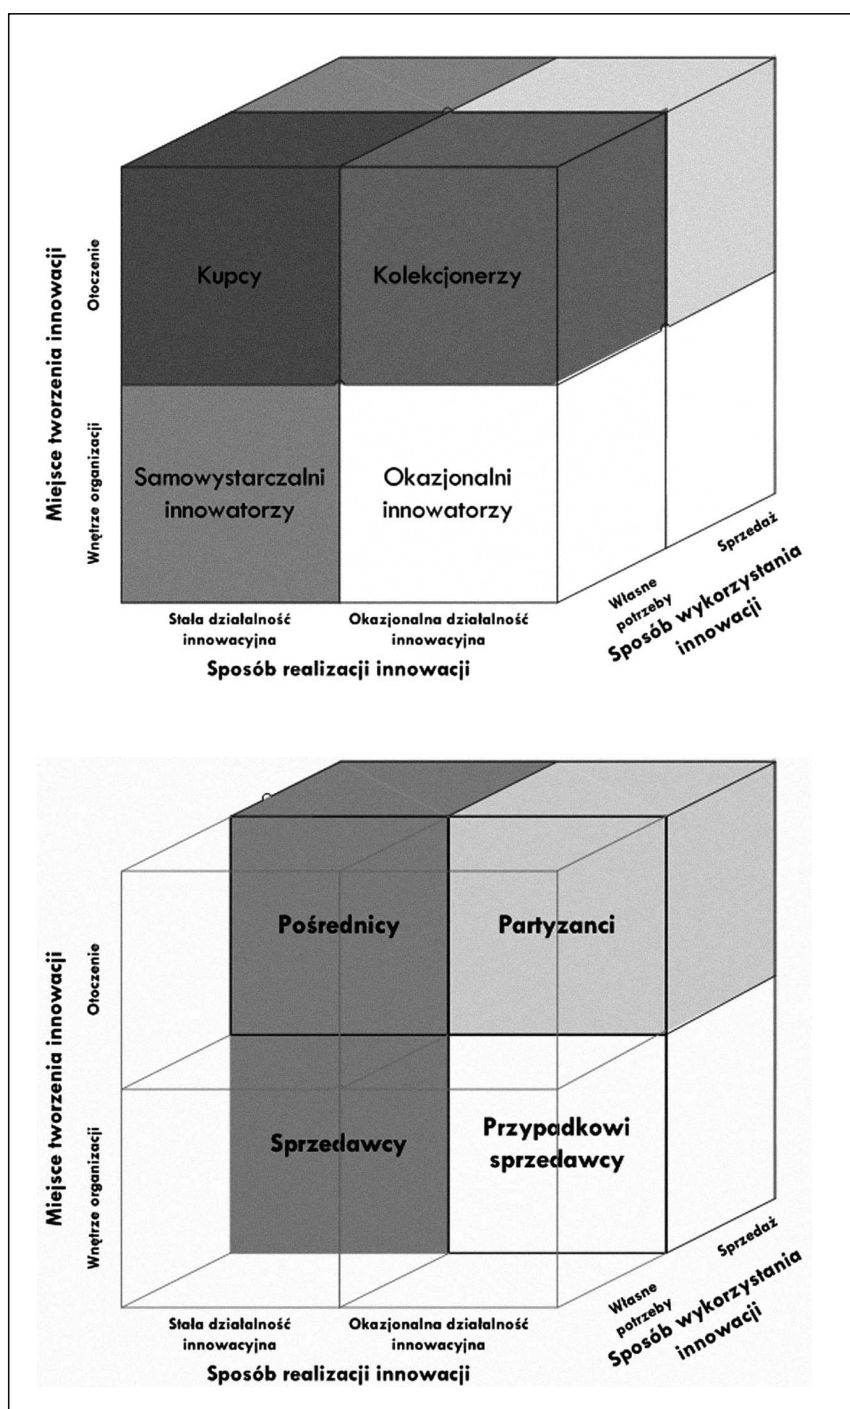 Miejsce tworzenia innowacji
Otoczenie
Wnętrze organizacji
Kupcy
Kolekcjonerzy
Samowystarczalni
innowatorzy
Okazjonalni
innowatorzy
Stała działalność
innowacyjna
Okazjonalna działalność
innowacyjna
Sposób realizacji innowacji
Własne
potrzeby
Sprzedaż
Sposób wykorzystania
innowacji
Miejsce tworzenia innowacji
Otoczenie
Wnętrze organizacji
Pośrednicy
Partyzanci
Sprzedawcy
Przypadkowi
sprzedawcy
Stała działalność
innowacyjna
Okazjonalna działalność
innowacyjna
Sposób realizacji innowacji
Własne
potrzeby
Sprzedaż
Sposób wykorzystania
innowacji